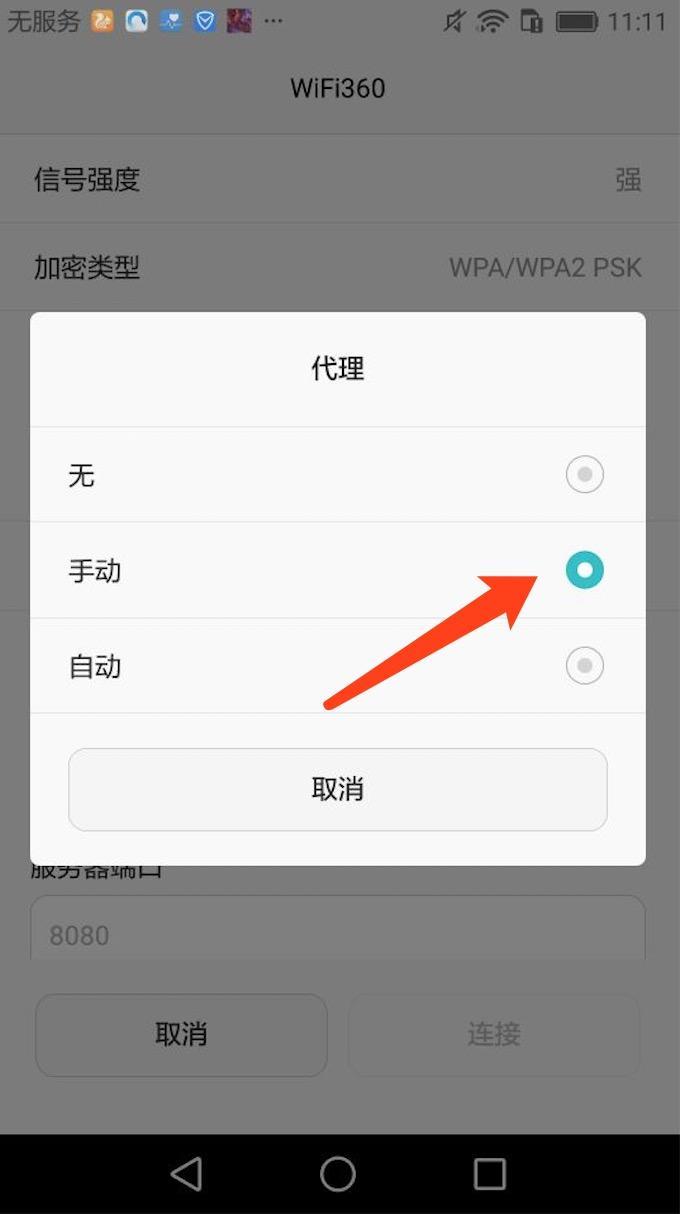 无服务 ··· 11:11
WiFi360
信号强度 强
加密类型 WPA/WPA2 PSK
代理
无
手动
自动
取消
服务器端口
8080
取消 连接